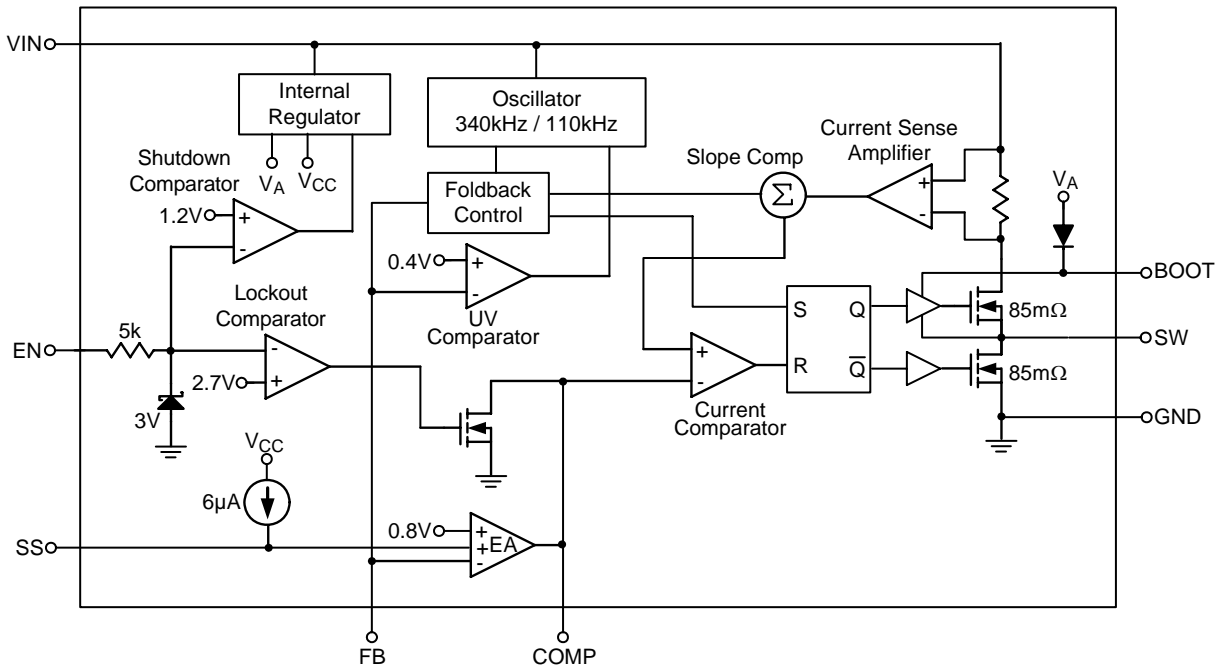 VIN
Internal
Regulator
Oscillator
340kHz / 110kHz
Current Sense
Amplifier
Shutdown
Comparator
VA
VCC
Slope Comp
Foldback
Control
Σ
+
-
VA
1.2V
+
-
0.4V
+
-
BOOT
Lockout
Comparator
UV
Comparator
S
Q
85mΩ
5k
EN
SW
-
+
2.7V
+
-
R
Q̅
85mΩ
3V
Current
Comparator
GND
VCC
6µA
0.8V
+
+
-
EA
SS
FB
COMP